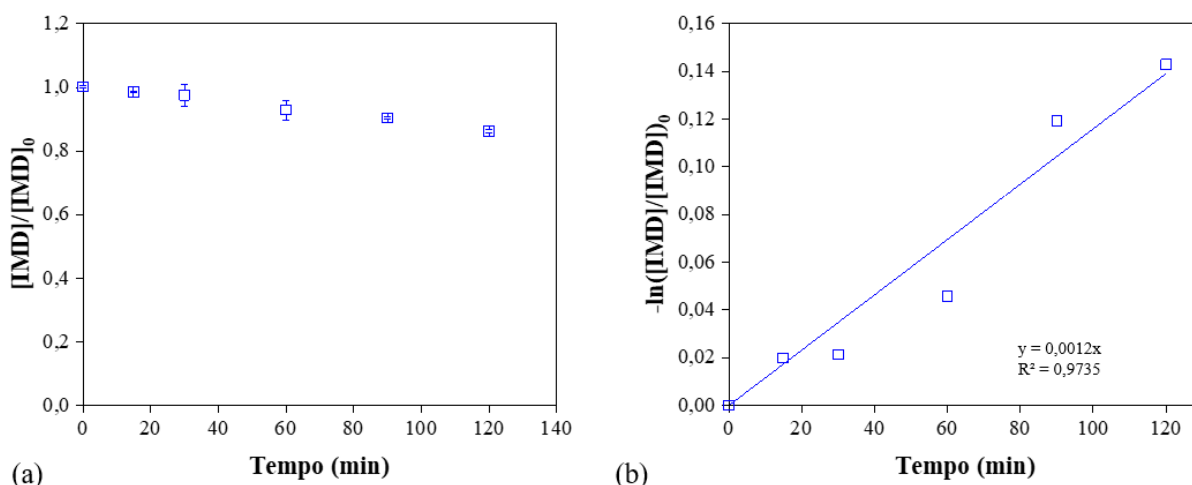 1,2
1,0
0,8
0,6
0,4
0,2
0,0
[IMD]/[IMD]0
0 20 40 60 80 100 120 140
Tempo (min)
(a)
0,16
0,14
0,12
0,10
0,08
0,06
0,04
0,02
0,00
-ln([IMD]/[IMD])0
y = 0,0012x
R² = 0,9735
0 20 40 60 80 100 120
Tempo (min)
(b)